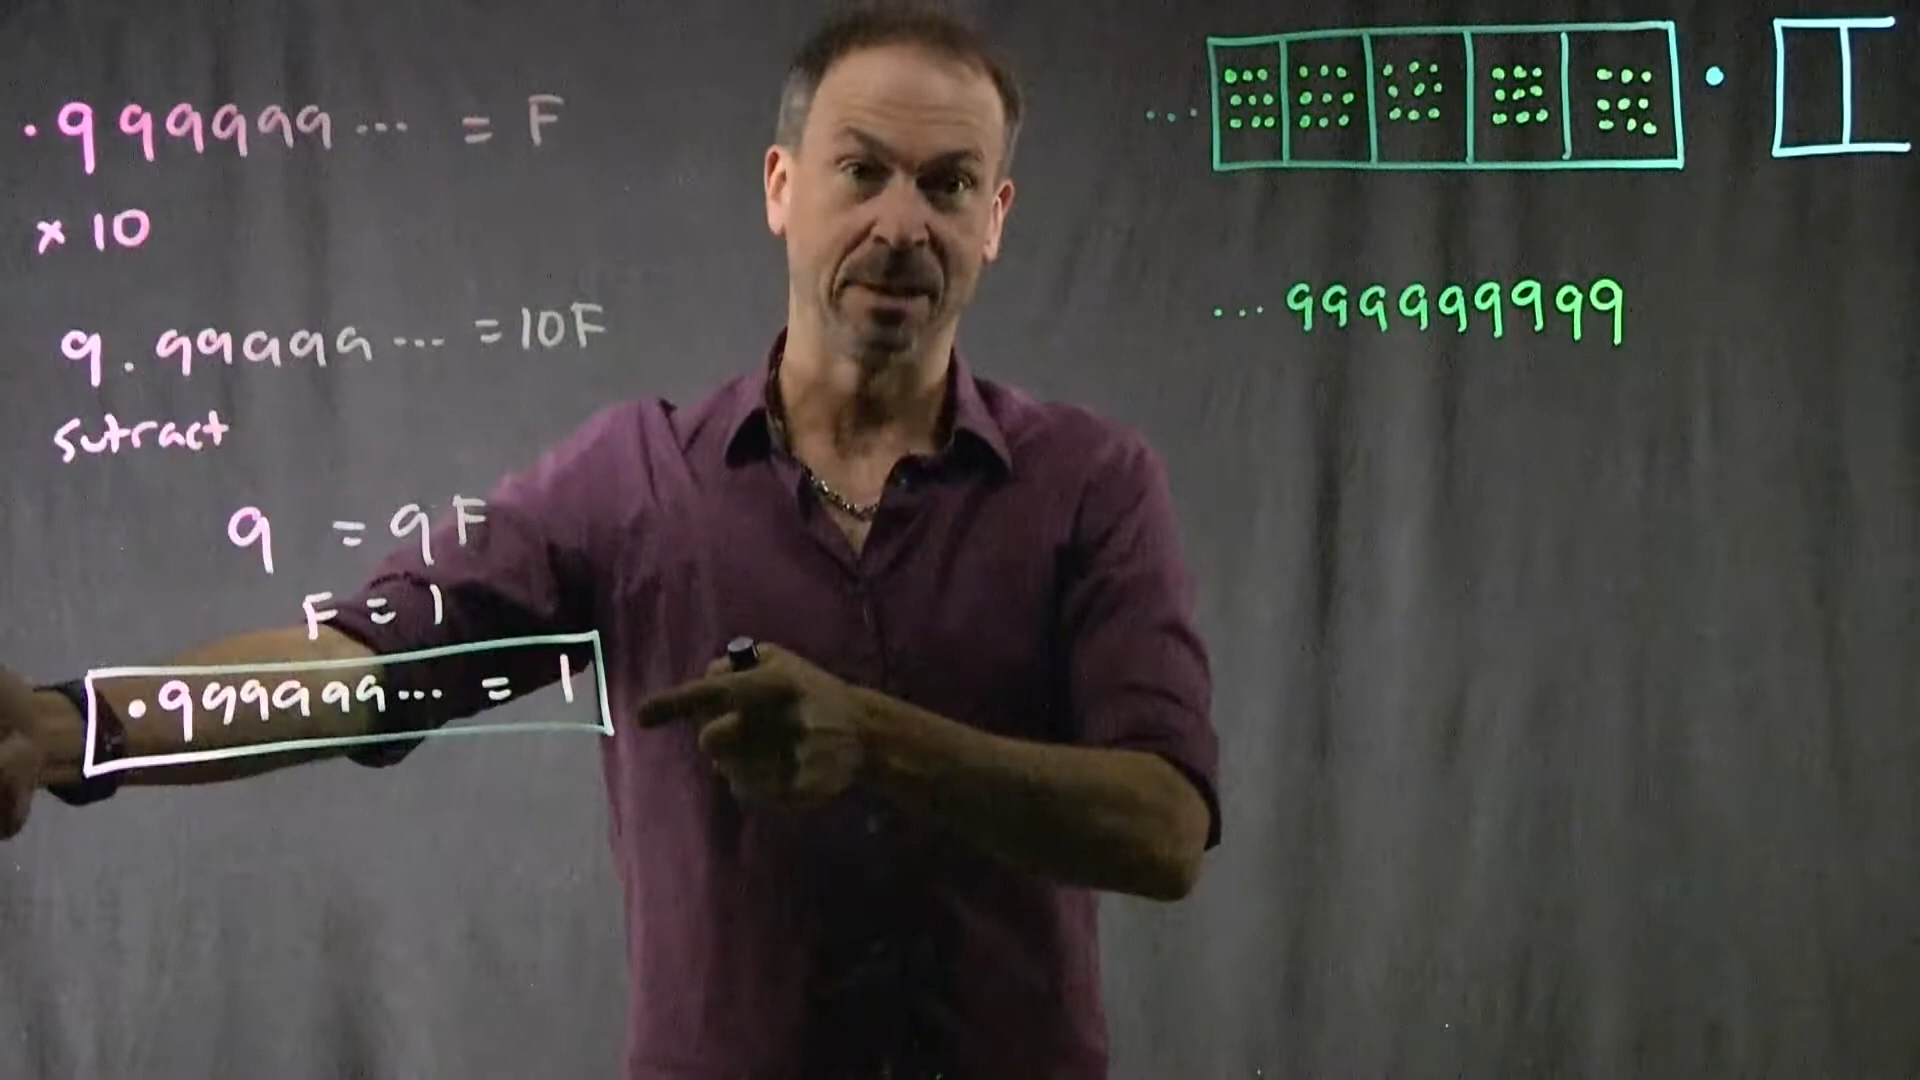 .999999... = F
× 10
9.99999... = 10F
sutract
9 = 9F
F = 1
.999999... = 1
...999999999